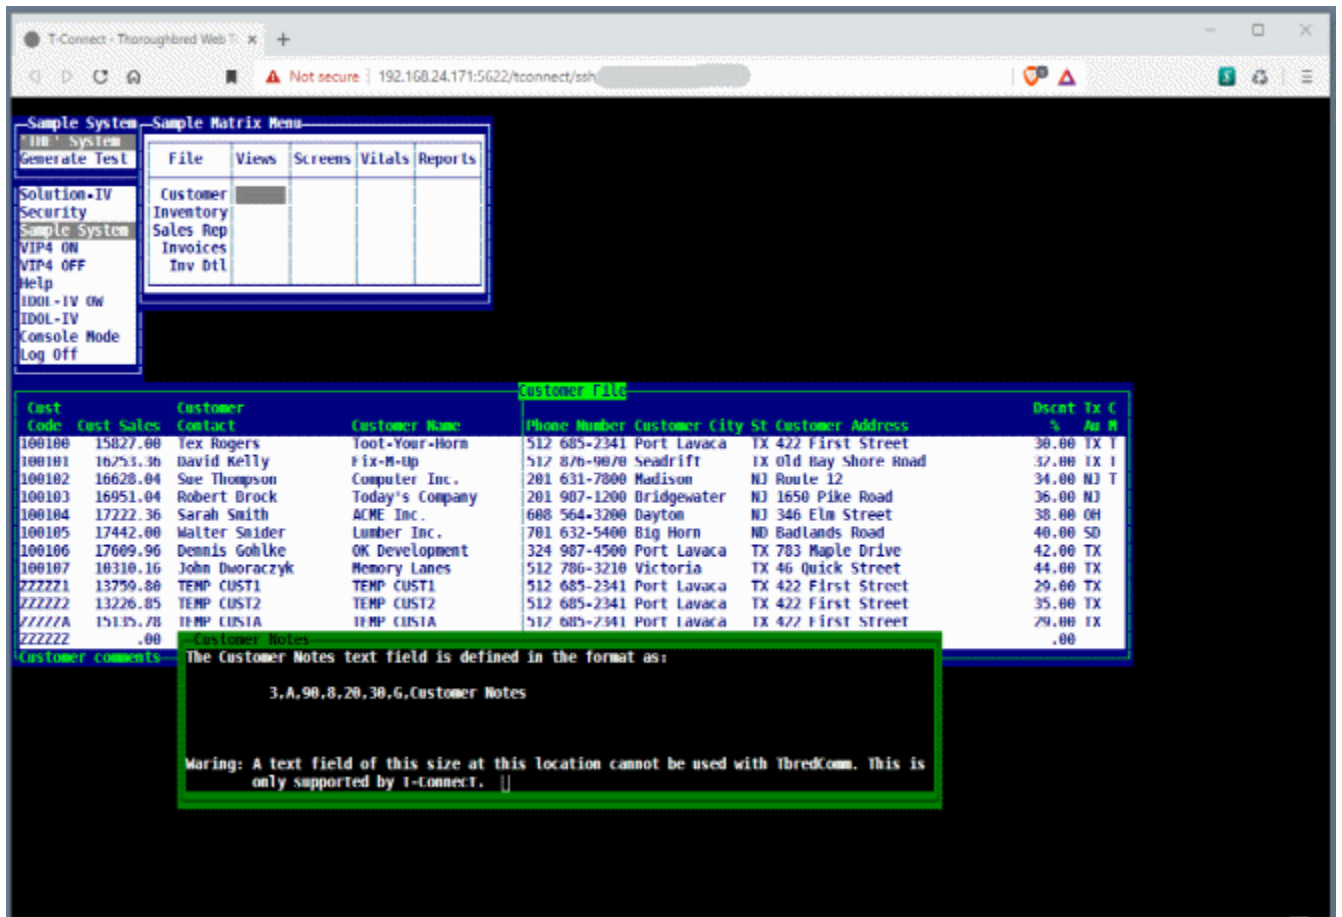 T-Connect - Thoroughbred Web T
Not secure 192.168.24.171:5622/tconnect/ssh
Sample System
System
Generate Test
Solution-IV
Security
Sample System
VIP4 ON
VIP4 OFF
Help
IDOL-IV OW
IDOL-IV
Console Mode
Log Off
Sample Matrix Menu
File Views Screens Vitals Reports
Customer
Inventory
Sales Rep
Invoices
Inv Dtl
Customer File
Cust Customer Dscnt Tx C
Code Cust Sales Contact Customer Name Phone Number Customer City St Customer Address % Au M
100100 15827.00 Tex Rogers Toot-Your-Horn 512 685-2341 Port Lavaca TX 422 First Street 30.00 TX T
100101 16253.36 David Kelly Fix-M-Up 512 876-9070 Seadrift TX Old Bay Shore Road 32.00 TX T
100102 16628.04 Sue Thompson Computer Inc. 201 631-7800 Madison NJ Route 12 34.00 NJ T
100103 16951.04 Robert Brock Today's Company 201 987-1200 Bridgewater NJ 1650 Pike Road 36.00 NJ
100104 17222.36 Sarah Smith ACME Inc. 608 564-3200 Dayton NJ 346 Elm Street 38.00 OH
100105 17442.00 Walter Snider Lumber Inc. 701 632-5400 Big Horn ND Badlands Road 40.00 SD
100106 17609.96 Dennis Gohlke OK Development 324 987-4500 Port Lavaca TX 783 Maple Drive 42.00 TX
100107 10310.16 John Dworaczyk Memory Lanes 512 786-3210 Victoria TX 46 Quick Street 44.00 TX
ZZZZZ1 13759.80 TEMP CUST1 TEMP CUST1 512 685-2341 Port Lavaca TX 422 First Street 29.00 TX
ZZZZZ2 13226.85 TEMP CUST2 TEMP CUST2 512 685-2341 Port Lavaca TX 422 First Street 35.00 TX
ZZZZZA 15135.78 TEMP CUSTA TEMP CUSTA 512 685-2341 Port Lavaca TX 422 First Street 29.00 TX
ZZZZZZ .00 .00
Customer comments
Customer Notes
The Customer Notes text field is defined in the format as:
3,A,90,8,20,30,G,Customer Notes
Waring: A text field of this size at this location cannot be used with TbredComm. This is
only supported by T-Connect.